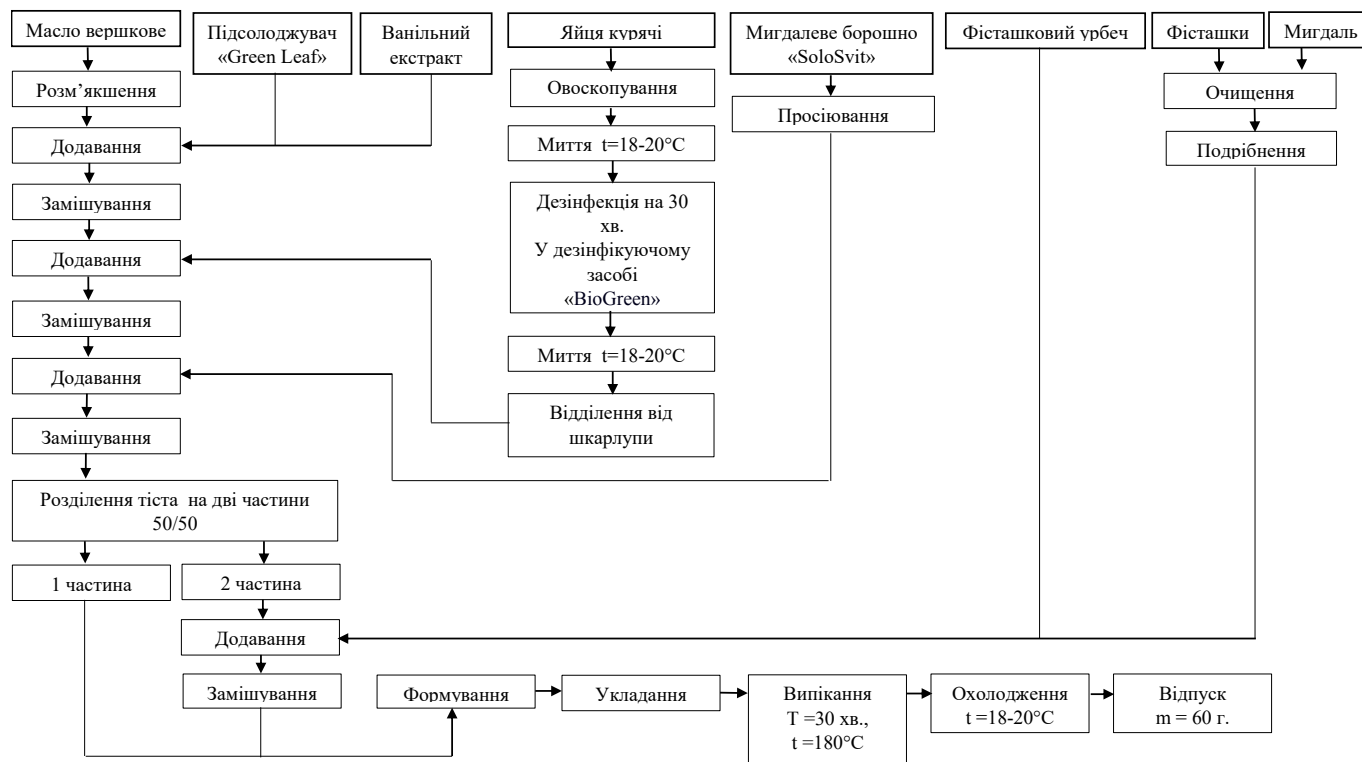 Масло вершкове
Підсолоджувач
«Green Leaf»
Ванільний
екстракт
Яйця курячі
Мигдалеве борошно
«SoloSvit»
Фісташковий урбеч
Фісташки
Мигдаль
Розм’якшення
Овоскопування
Просіювання
Очищення
Додавання
Миття t=18-20°C
Подрібнення
Замішування
Дезінфекція на 30
хв.
У дезінфікуючому
засобі
«BioGreen»
Додавання
Замішування
Миття t=18-20°C
Додавання
Відділення від
шкарлупи
Замішування
Розділення тіста на дві частини
50/50
1 частина
2 частина
Додавання
Замішування
Формування
Укладання
Випікання
T =30 хв.,
t =180°C
Охолодження
t =18-20°C
Відпуск
m = 60 г.